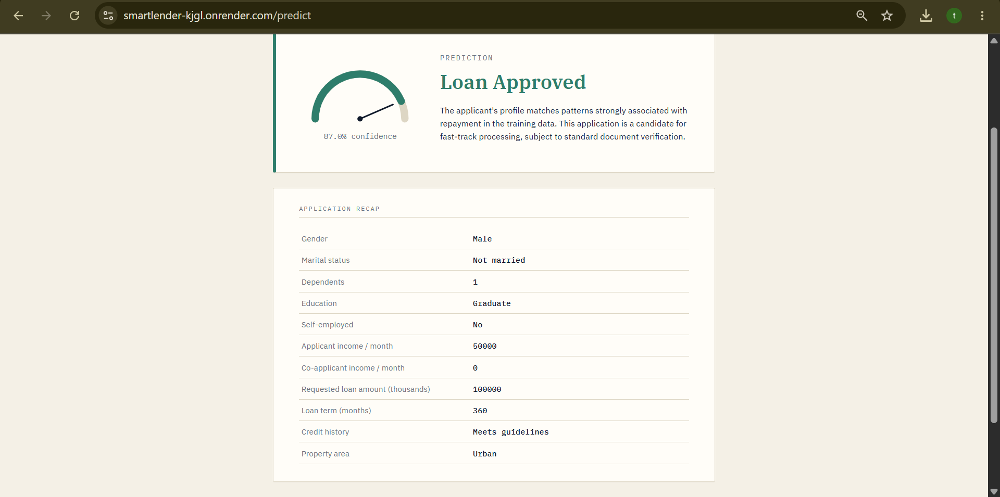 smartlender-kjgl.onrender.com/predict
t
PREDICTION
Loan Approved
The applicant's profile matches patterns strongly associated with
repayment in the training data. This application is a candidate for
fast-track processing, subject to standard document verification.
87.0% confidence
APPLICATION RECAP
Gender Male
Marital status Not married
Dependents 1
Education Graduate
Self-employed No
Applicant income / month 50000
Co-applicant income / month 0
Requested loan amount (thousands) 100000
Loan term (months) 360
Credit history Meets guidelines
Property area Urban